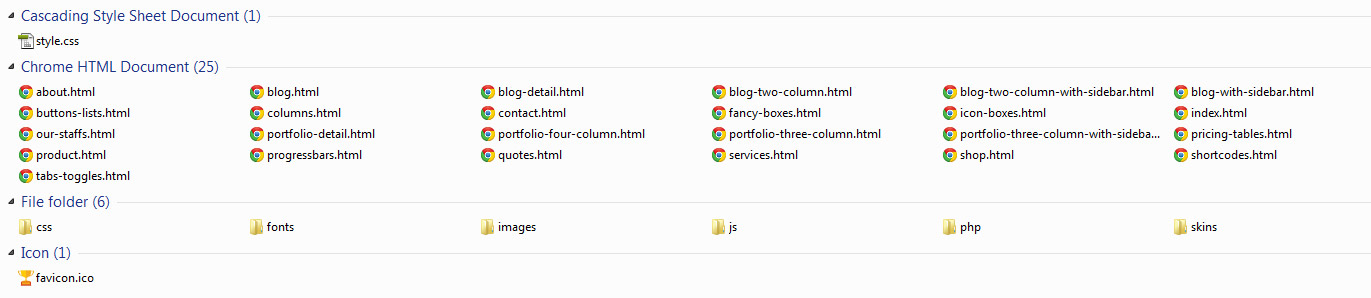 Cascading Style Sheet Document (1)
style.css
Chrome HTML Document (25)
about.html blog.html blog-detail.html blog-two-column.html blog-two-column-with-sidebar.html blog-with-sidebar.html
buttons-lists.html columns.html contact.html fancy-boxes.html icon-boxes.html index.html
our-staffs.html portfolio-detail.html portfolio-four-column.html portfolio-three-column.html portfolio-three-column-with-sideba... pricing-tables.html
product.html progressbars.html quotes.html services.html shop.html shortcodes.html
tabs-toggles.html
File folder (6)
css fonts images js php skins
Icon (1)
favicon.ico